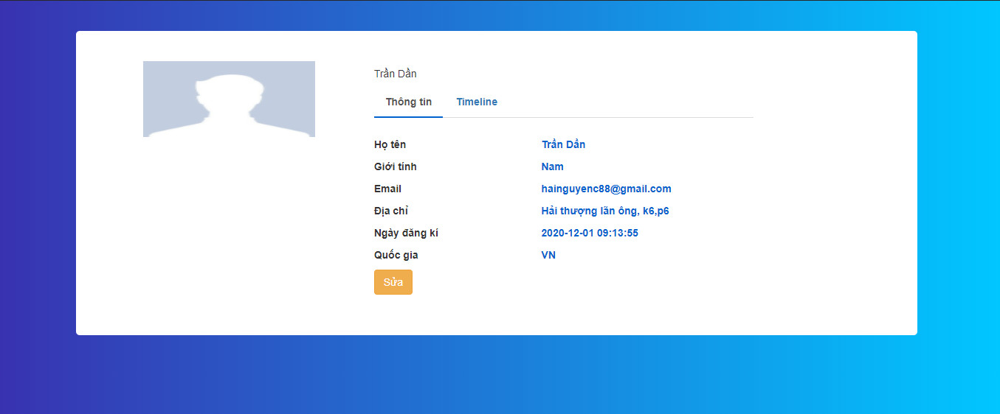 Trần Dần
Thông tin Timeline
Họ tên Trần Dần
Giới tính Nam
Email hainguyenc88@gmail.com
Địa chỉ Hải thượng lãn ông, k6,p6
Ngày đăng kí 2020-12-01 09:13:55
Quốc gia VN
Sửa